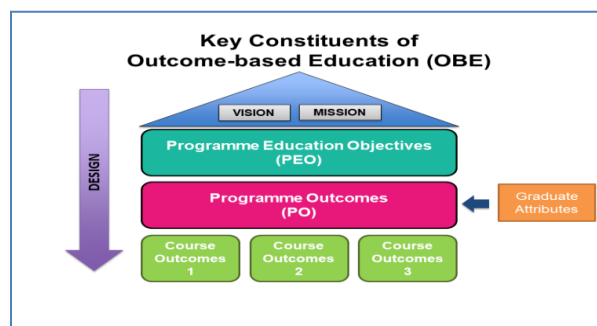 Key Constituents of
Outcome-based Education (OBE)
VISION
MISSION
DESIGN
Programme Education Objectives
(PEO)
Programme Outcomes
(PO)
Graduate
Attributes
Course
Outcomes
1
Course
Outcomes
2
Course
Outcomes
3